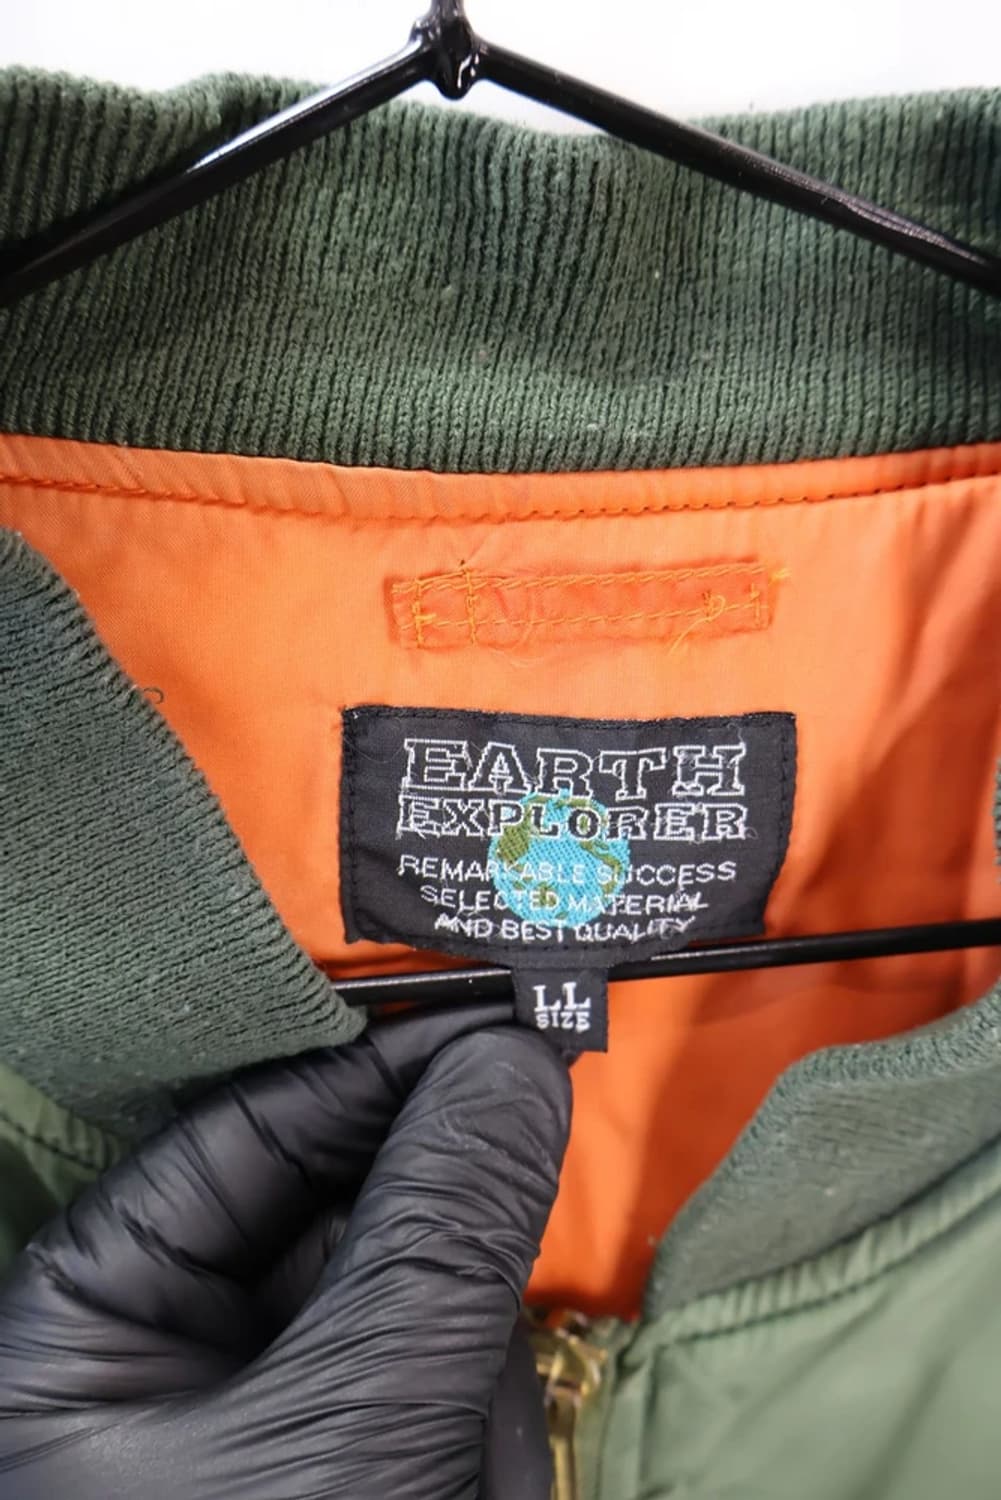 EARTH
EXPLORER
REMARKABLE SUCCESS
SELECTED MATERIAL
AND BEST QUALITY
LL
SIZE